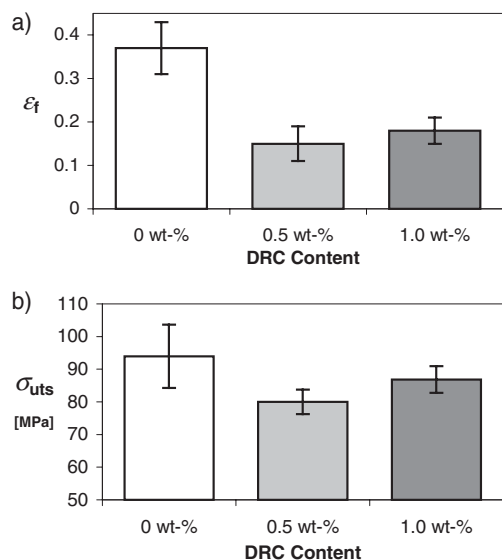 a)
0.4
0.3
εf
0.2
0.1
0
0 wt-% 0.5 wt-% 1.0 wt-%
DRC Content
b)
110
100
90
σuts
80
[MPa]
70
60
50
0 wt-% 0.5 wt-% 1.0 wt-%
DRC Content